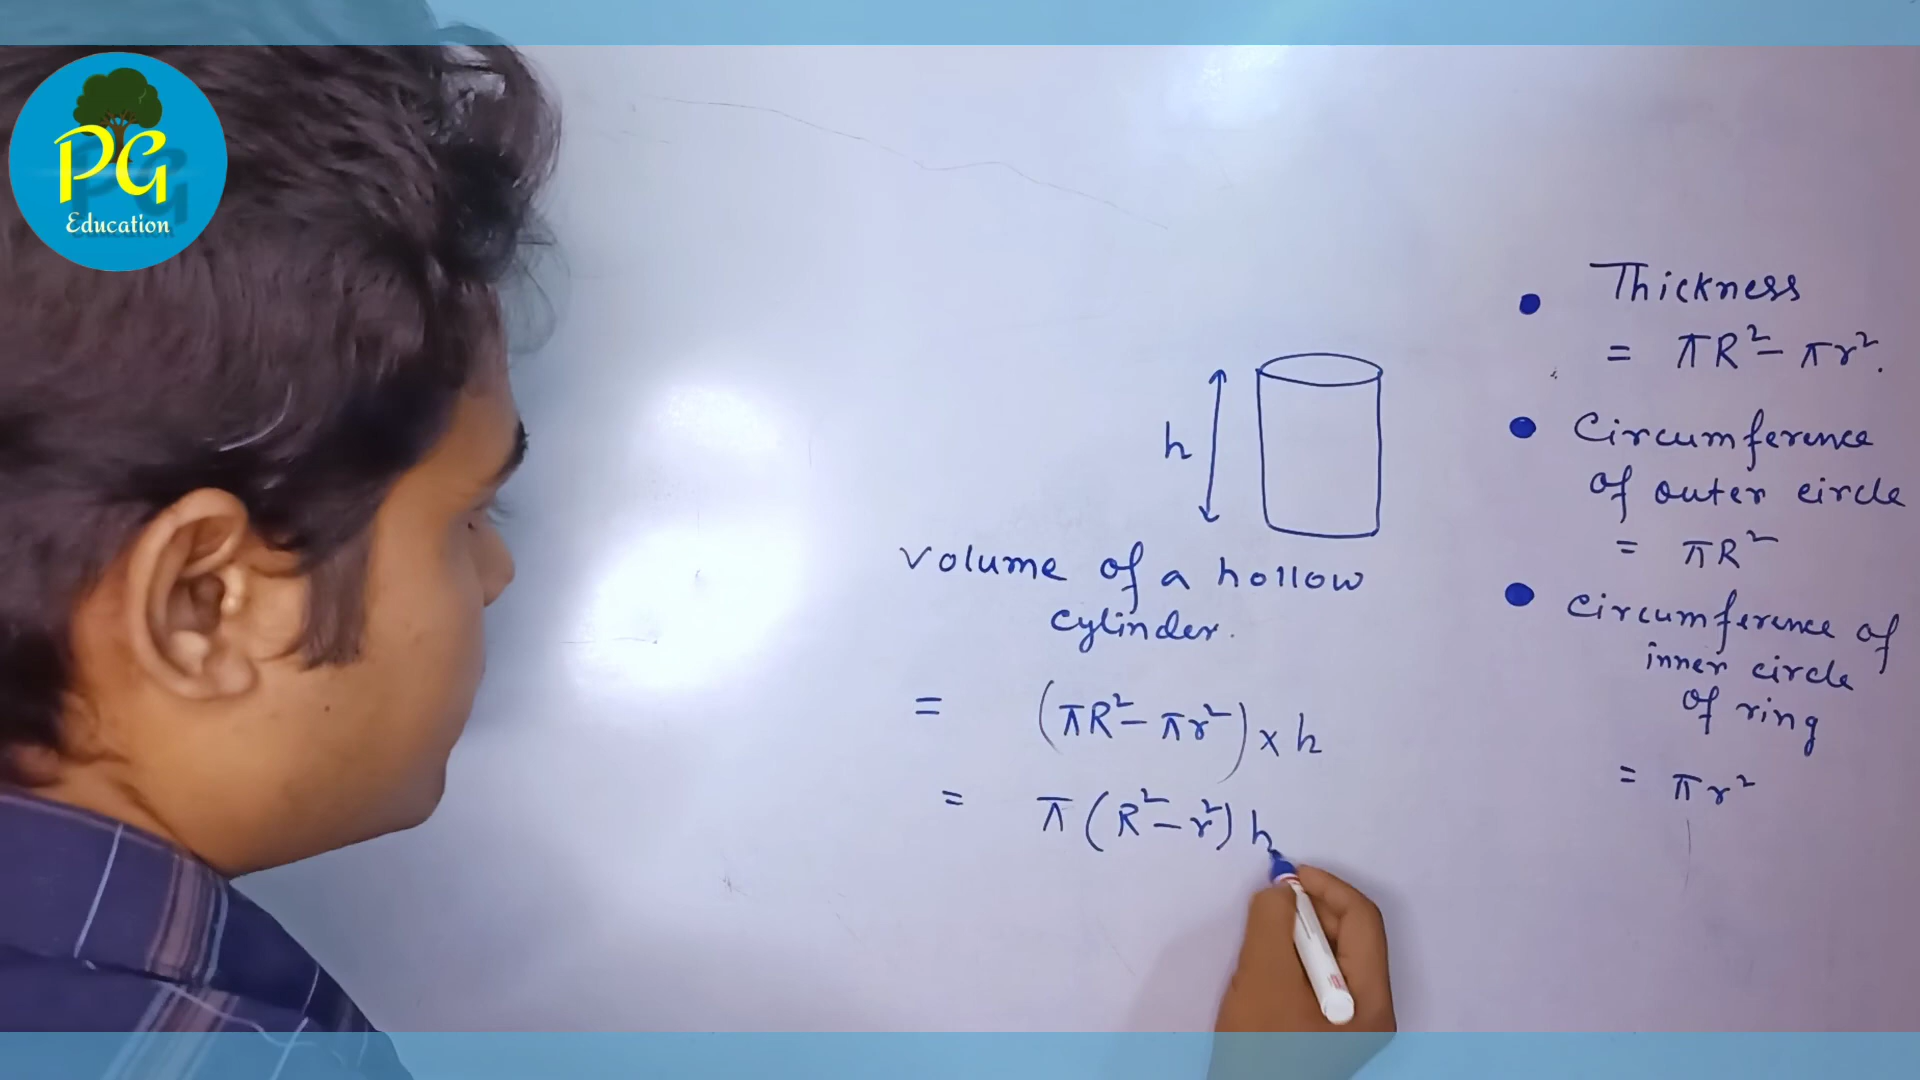 PG
Education
h
Volume of a hollow
cylinder.
= (πR²- πr²) × h
= π (R²- r²) h
Thickness
= πR²- πr².
Circumference
of outer circle
= πR²
Circumference of
inner circle
of ring
= πr²